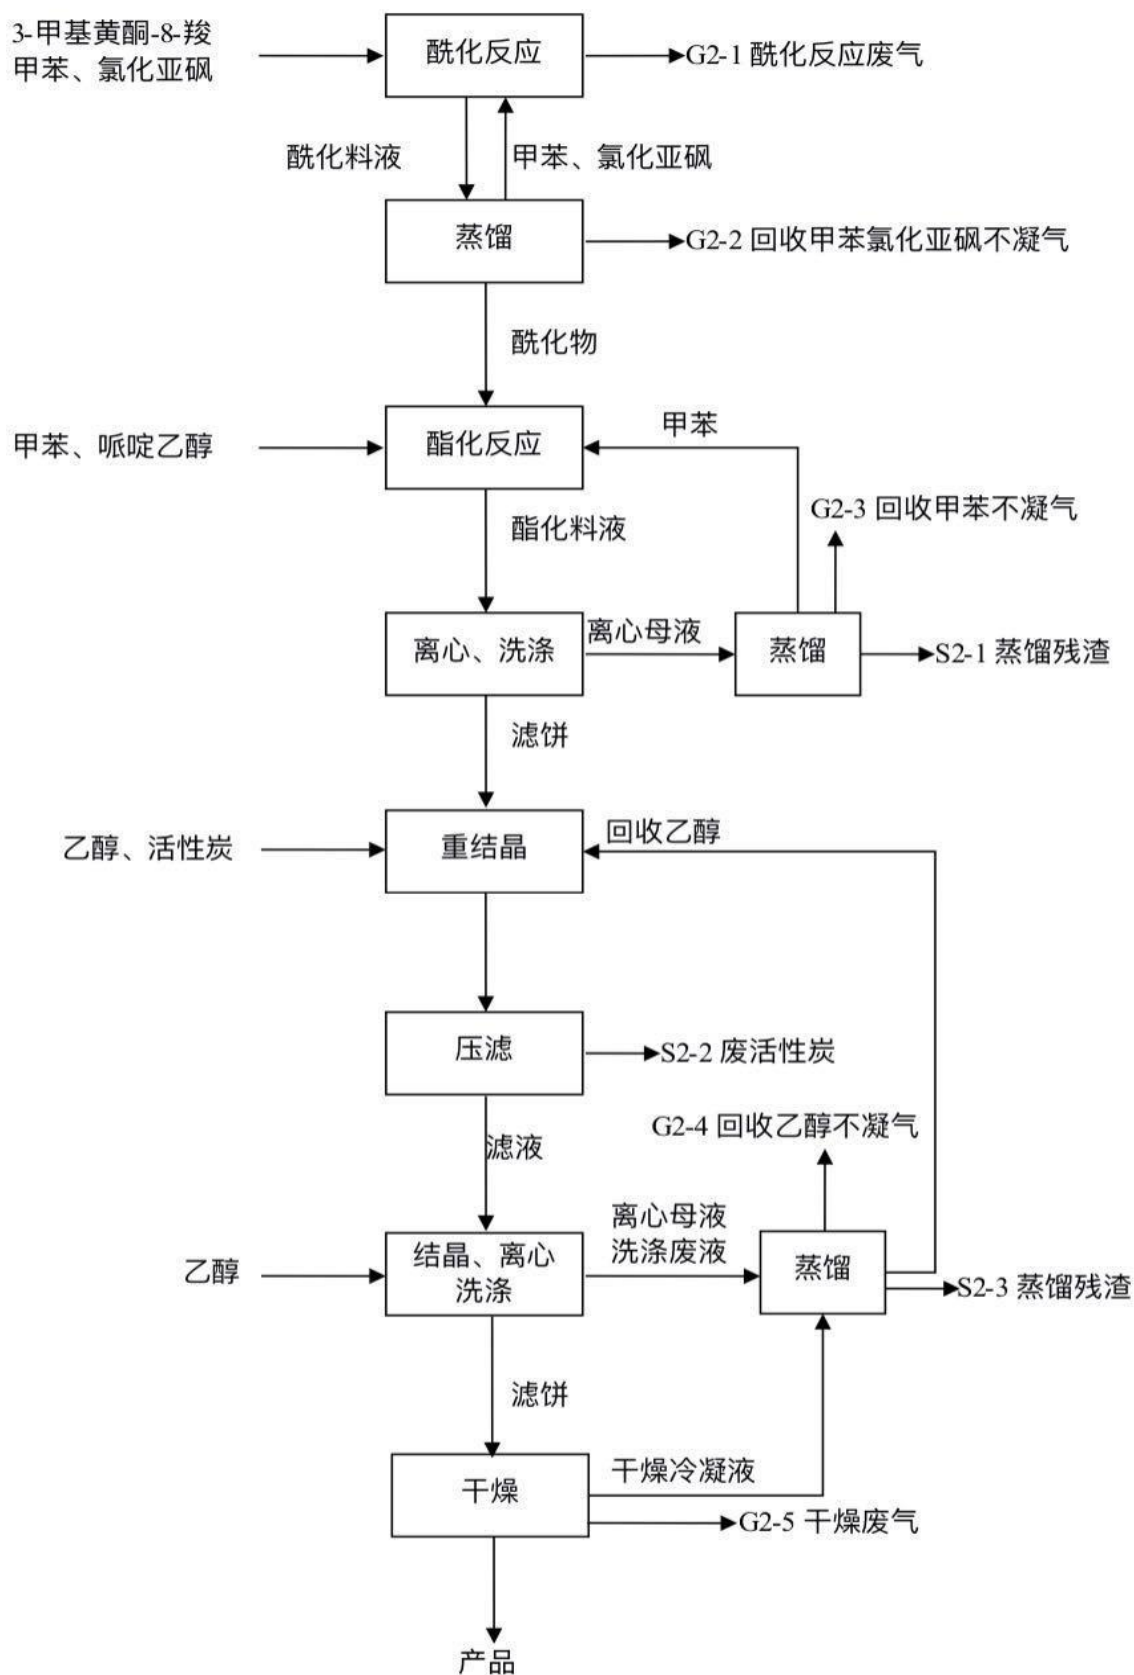 3-甲基黄酮-8-羧
甲苯、氯化亚砜
酰化反应
G2-1 酰化反应废气
酰化料液
甲苯、氯化亚砜
蒸馏
G2-2 回收甲苯氯化亚砜不凝气
酰化物
甲苯、哌啶乙醇
酯化反应
甲苯
G2-3 回收甲苯不凝气
酯化料液
离心、洗涤
离心母液
蒸馏
S2-1 蒸馏残渣
滤饼
乙醇、活性炭
重结晶
回收乙醇
压滤
S2-2 废活性炭
G2-4 回收乙醇不凝气
滤液
乙醇
结晶、离心
洗涤
离心母液
洗涤废液
蒸馏
S2-3 蒸馏残渣
滤饼
干燥
干燥冷凝液
G2-5 干燥废气
产品